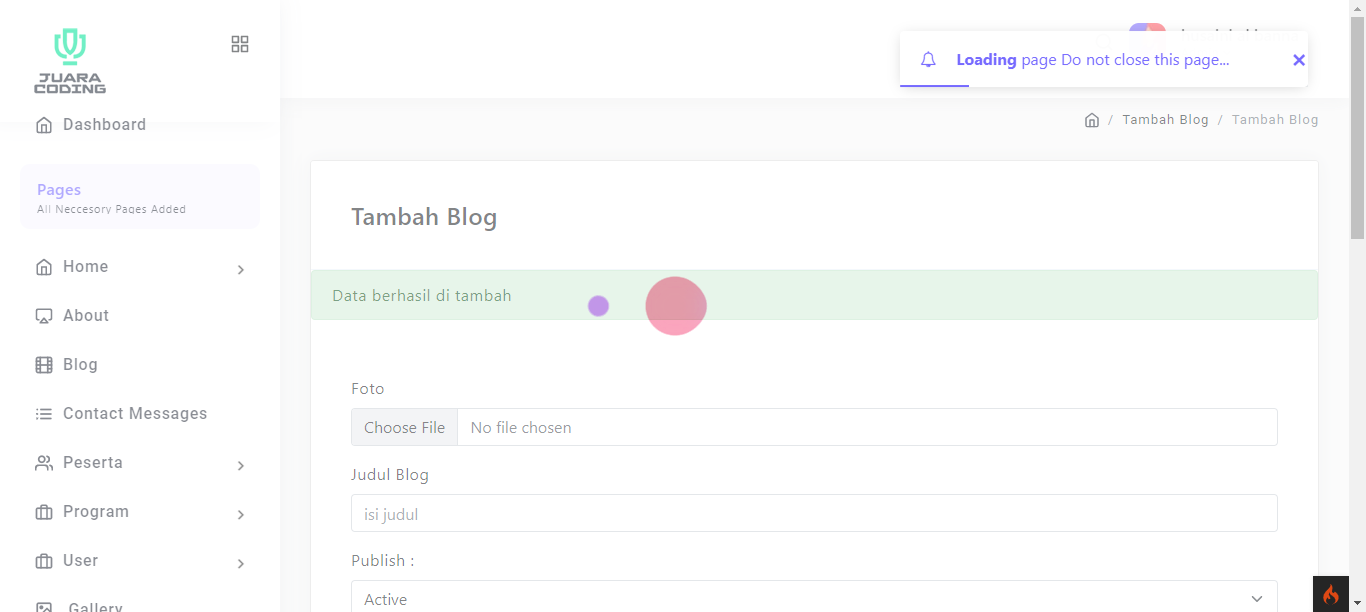 JUARA
CODING
Loading page Do not close this page...
Tambah Blog / Tambah Blog
Dashboard
Pages
All Neccesory Pages Added
Home
About
Blog
Contact Messages
Peserta
Program
User
Gallery
Tambah Blog
Data berhasil di tambah
Foto
Choose File No file chosen
Judul Blog
isi judul
Publish :
Active